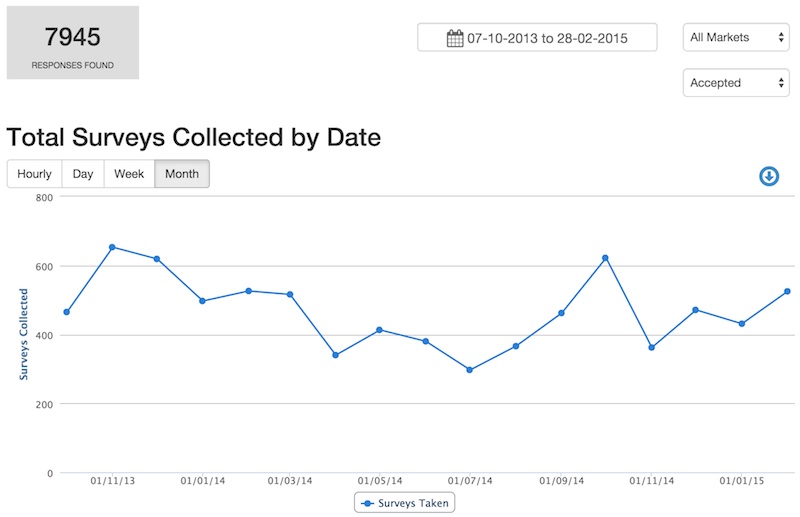 7945
RESPONSES FOUND
07-10-2013 to 28-02-2015
All Markets
Accepted
Total Surveys Collected by Date
Hourly Day Week Month
800
600
400
200
0
Surveys Collected
01/11/13 01/01/14 01/03/14 01/05/14 01/07/14 01/09/14 01/11/14 01/01/15
Surveys Taken